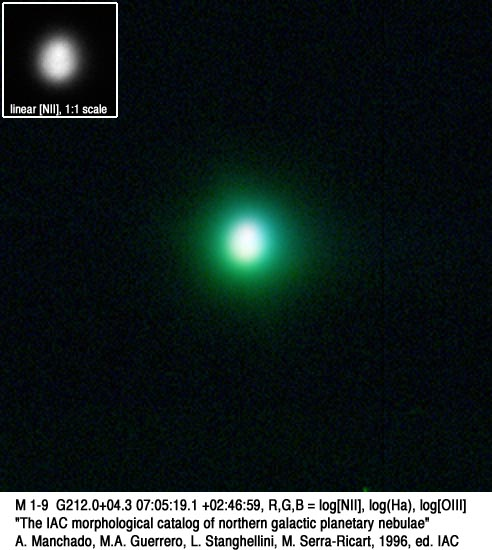 linear [NII], 1:1 scale
M 1-9 G212.0+04.3 07:05:19.1 +02:46:59, R,G,B = log[NII], log(Ha), log[OIII]
"The IAC morphological catalog of northern galactic planetary nebulae"
A. Manchado, M.A. Guerrero, L. Stanghellini, M. Serra-Ricart, 1996, ed. IAC